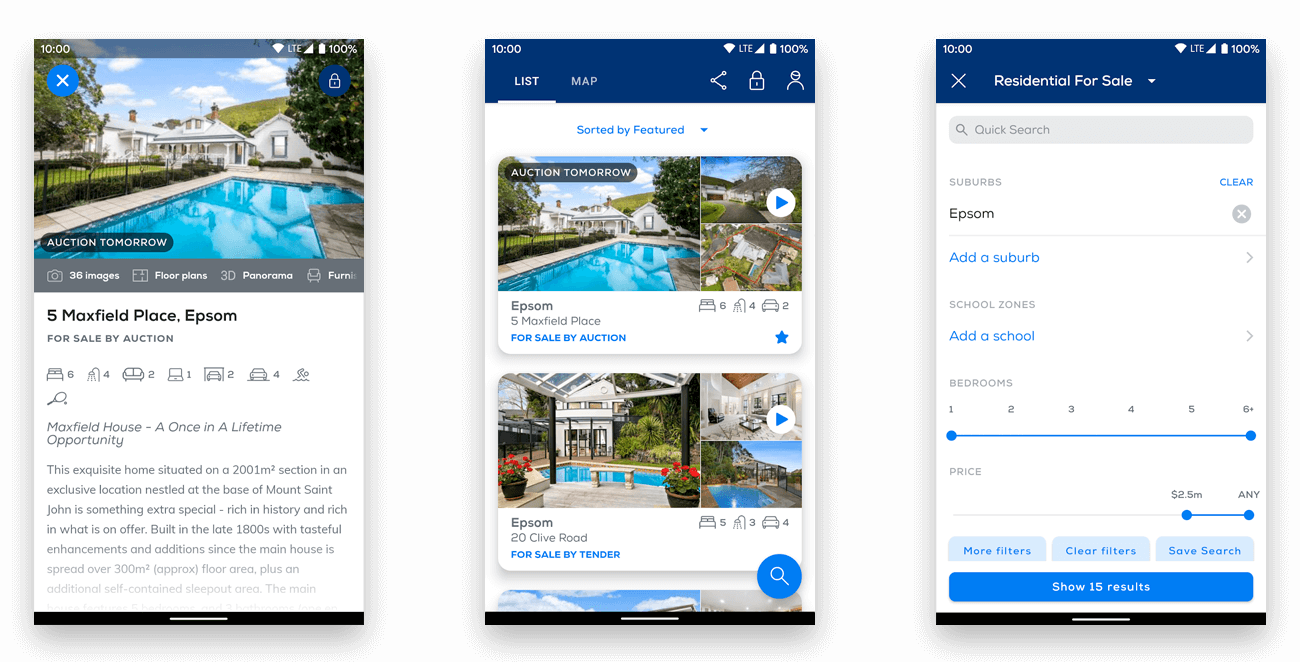 10:00 LTE 100%
AUCTION TOMORROW
36 images Floor plans 3D Panorama Furnis
5 Maxfield Place, Epsom
FOR SALE BY AUCTION
6 4 2 1 2 4
Maxfield House - A Once in A Lifetime
Opportunity
This exquisite home situated on a 2001m² section in an
exclusive location nestled at the base of Mount Saint
John is something extra special - rich in history and rich
in what is on offer. Built in the late 1800s with tasteful
enhancements and additions since the main house is
spread over 300m² (approx) floor area, plus an
additional self-contained sleepout area. The main
10:00 LTE 100%
LIST MAP
Sorted by Featured
AUCTION TOMORROW
Epsom 6 4 2
5 Maxfield Place
FOR SALE BY AUCTION
Epsom 5 3 4
20 Clive Road
FOR SALE BY TENDER
10:00 LTE 100%
Residential For Sale
Quick Search
SUBURBS CLEAR
Epsom
Add a suburb
SCHOOL ZONES
Add a school
BEDROOMS
1 2 3 4 5 6+
PRICE
$2.5m ANY
More filters Clear filters Save Search
Show 15 results